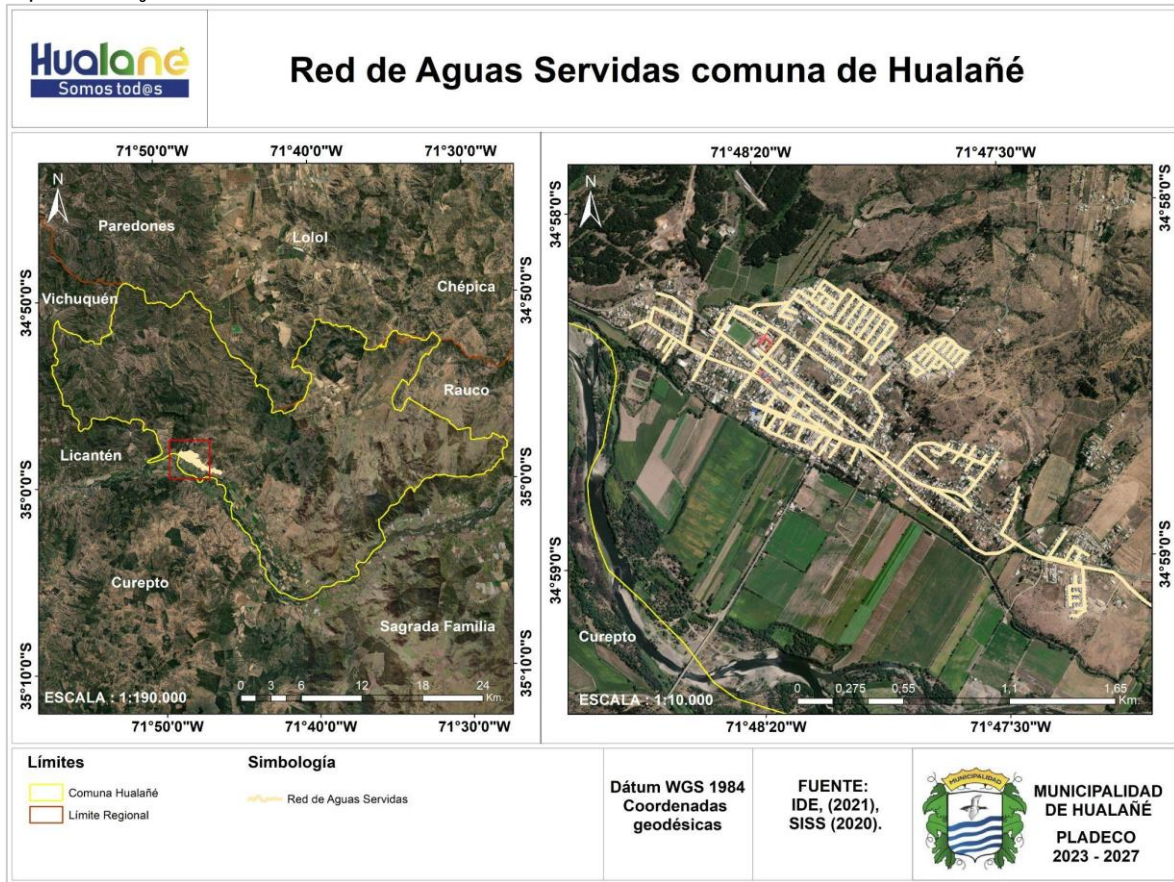 Hualañé
Somos tod@s
Red de Aguas Servidas comuna de Hualañé
71°50'0"W
71°40'0"W
71°30'0"W
N
Paredones
Lolol
Chépica
Vichuquén
Rauco
Licantén
Curepto
Sagrada Familia
34°50'0"S
35°0'0"S
35°10'0"S
34°50'0"S
35°0'0"S
35°10'0"S
ESCALA : 1:190.000
0 3 6 12 18 24
Km.
71°50'0"W
71°40'0"W
71°30'0"W
71°48'20"W
71°47'30"W
N
34°58'0"S
34°59'0"S
34°58'0"S
34°59'0"S
Curepto
ESCALA : 1:10.000
0 0,275 0,55 1,1 1,65
Km.
71°48'20"W
71°47'30"W
Límites
Comuna Hualañé
Límite Regional
Simbología
Red de Aguas Servidas
Dátum WGS 1984
Coordenadas
geodésicas
FUENTE:
IDE, (2021),
SISS (2020).
MUNICIPALIDAD
MUNICIPALIDAD
DE HUALAÑÉ
PLADECO
2023 - 2027